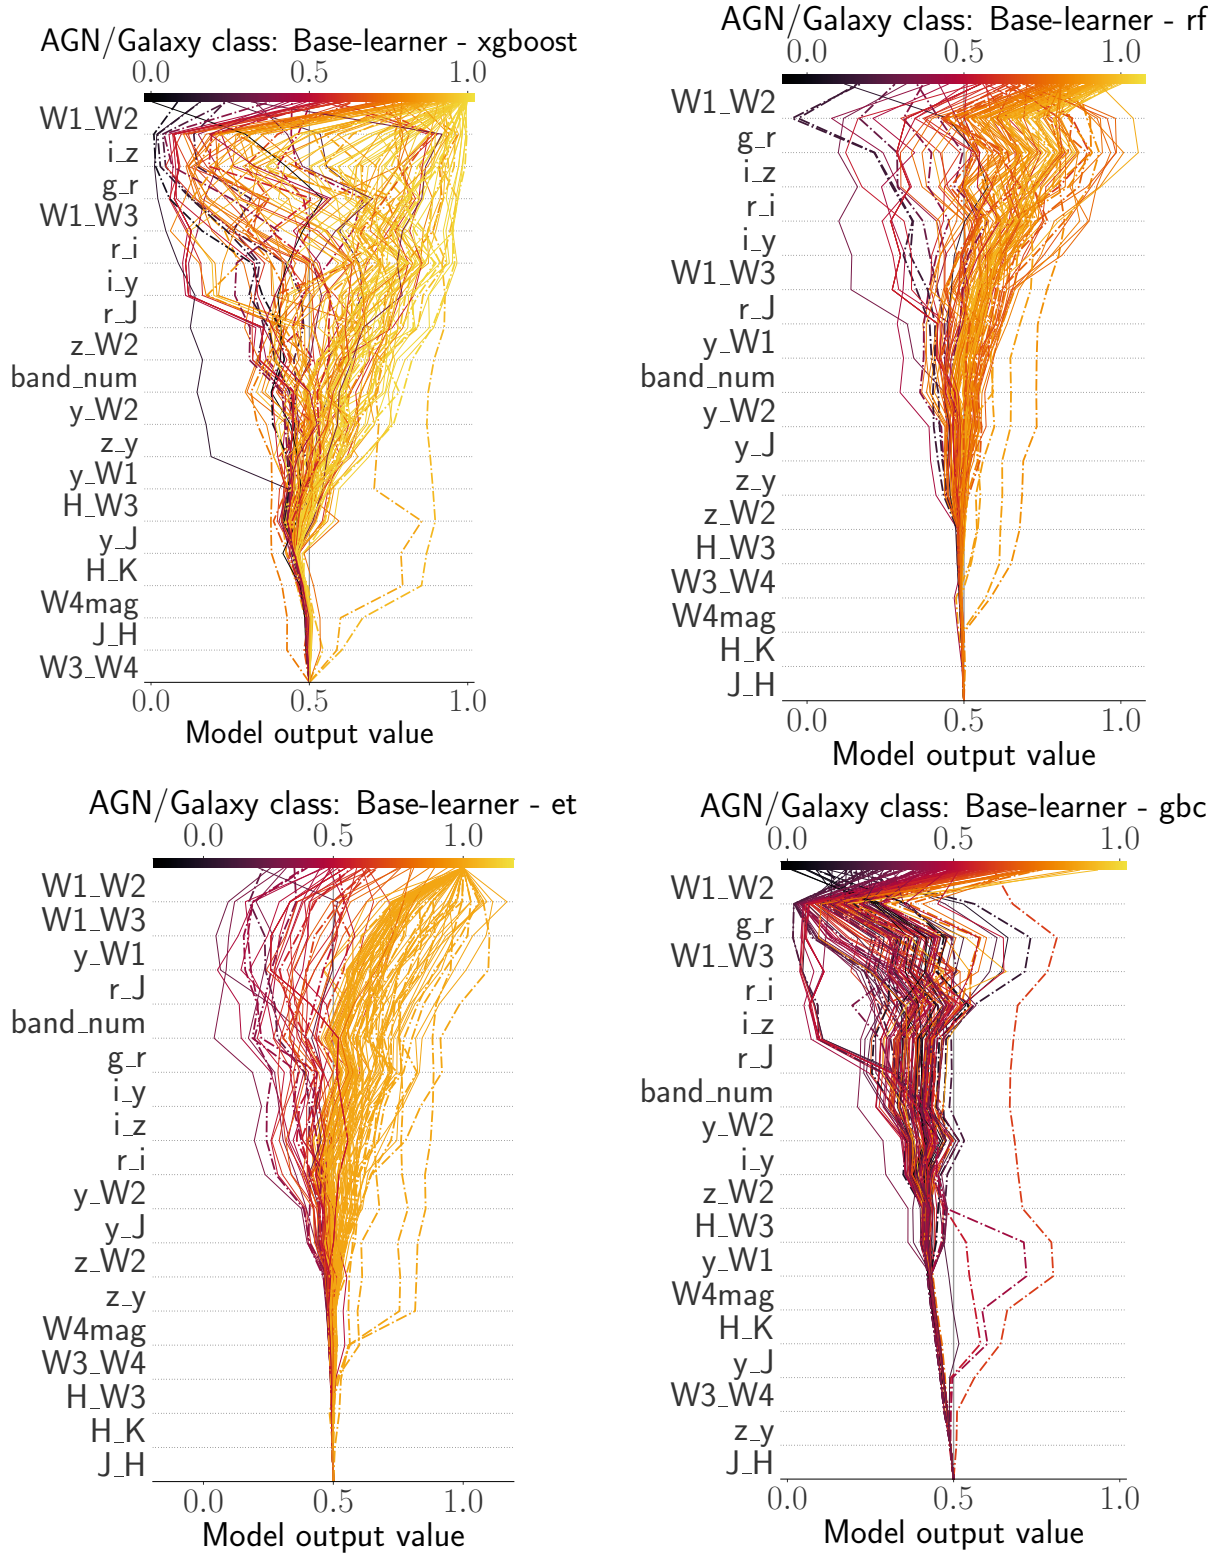 AGN/Galaxy class: Base-learner - xgboost
0.0 0.5 1.0
W1_W2
i_z
g_r
W1_W3
r_i
i_y
r_J
z_W2
band_num
y_W2
z_y
y_W1
H_W3
y_J
H_K
W4mag
J_H
W3_W4
0.0 0.5 1.0
Model output value
AGN/Galaxy class: Base-learner - rf
0.0 0.5 1.0
W1_W2
g_r
i_z
r_i
i_y
W1_W3
r_J
y_W1
band_num
y_W2
y_J
z_y
z_W2
H_W3
W3_W4
W4mag
H_K
J_H
0.0 0.5 1.0
Model output value
AGN/Galaxy class: Base-learner - et
0.0 0.5 1.0
W1_W2
W1_W3
y_W1
r_J
band_num
g_r
i_y
i_z
r_i
y_W2
y_J
z_W2
z_y
W4mag
W3_W4
H_W3
H_K
J_H
0.0 0.5 1.0
Model output value
AGN/Galaxy class: Base-learner - gbc
0.0 0.5 1.0
W1_W2
g_r
W1_W3
r_i
i_z
r_J
band_num
y_W2
i_y
z_W2
H_W3
y_W1
W4mag
H_K
y_J
W3_W4
z_y
J_H
0.0 0.5 1.0
Model output value